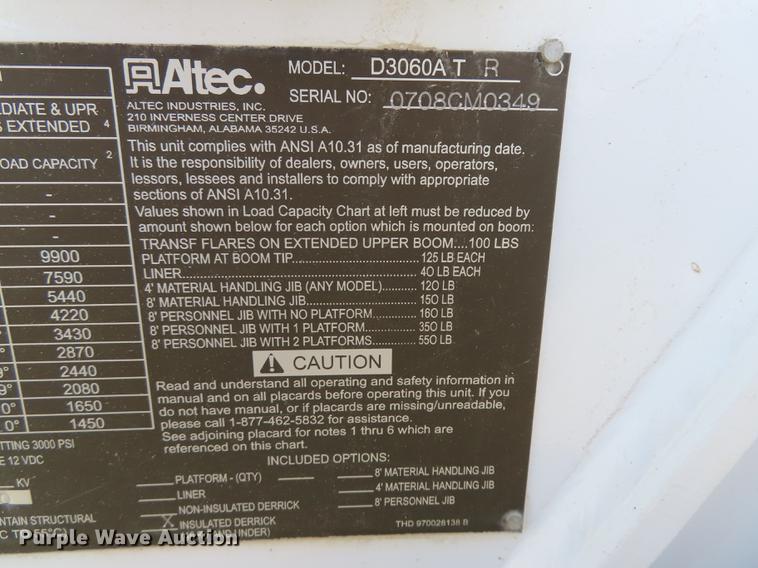 Altec.
MODEL: D3060A T R
SERIAL NO: 0708CM0349
ALTEC INDUSTRIES, INC.
210 INVERNESS CENTER DRIVE
BIRMINGHAM, ALABAMA 35242 U.S.A.
This unit complies with ANSI A10.31 as of manufacturing date.
It is the responsibility of dealers, owners, users, operators,
lessors, lessees and installers to comply with appropriate
sections of ANSI A10.31.
Values shown in Load Capacity Chart at left must be reduced by
amount shown below for each option which is mounted on boom:
TRANSF FLARES ON EXTENDED UPPER BOOM....100 LBS
PLATFORM AT BOOM TIP...125 LB EACH
LINER...40 LB EACH
4' MATERIAL HANDLING JIB (ANY MODEL)...120 LB
8' MATERIAL HANDLING JIB...150 LB
8' PERSONNEL JIB WITH NO PLATFORM...160 LB
8' PERSONNEL JIB WITH 1 PLATFORM...350 LB
8' PERSONNEL JIB WITH 2 PLATFORMS...550 LB
CAUTION
Read and understand all operating and safety information in
manual and on all placards before operating this unit. If you
do not have manual, or if placards are missing/unreadable,
please call 1-877-462-5832 for assistance.
See adjoining placard for notes 1 thru 6 which are
referenced on this chart.
INCLUDED OPTIONS:
PLATFORM - (QTY)
LINER
NON-INSULATED DERRICK
X INSULATED DERRICK
8' MATERIAL HANDLING JIB
4' MATERIAL HANDLING JIB
8' PERSONNEL JIB
THD 970026138 B
& UPR
EXTENDED 4
CAPACITY 2
-
-
-
9900
7590
5440
4220
3430
2870
2440
2080
1650
1450
3000 PSI
12 VDC
KV
STRUCTURAL
Purple Wave Auction